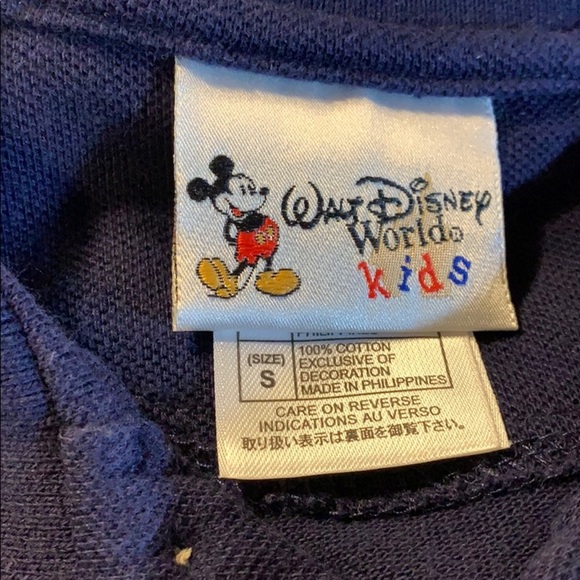 WALT DISNEY
World®
kids
PHILIPPINES
(SIZE)
S
100% COTTON
EXCLUSIVE OF
DECORATION
MADE IN PHILIPPINES
CARE ON REVERSE
INDICATIONS AU VERSO
取り扱い表示は裏面を御覧下さい